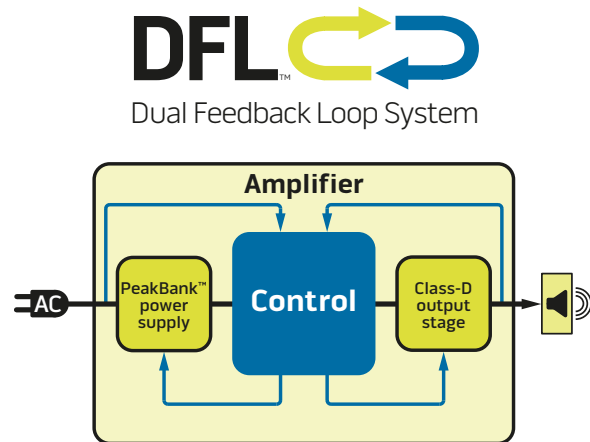 DFL™
Dual Feedback Loop System
Amplifier
AC
PeakBank™
power
supply
Control
Class-D
output
stage